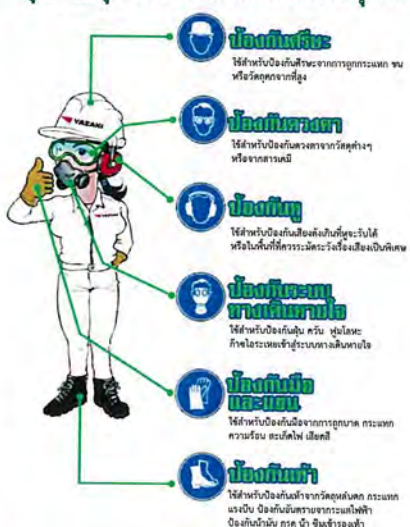 ป้องกันศรีษะ
ใช้สำหรับป้องกันศีรษะจากการถูกกระแทก ชน
หรือวัตถุตกจากที่สูง
YAZAKI
ป้องกันดวงตา
ใช้สำหรับป้องกันดวงตาจากวัสดุต่างๆ
หรือจากสารเคมี
ป้องกันหู
ใช้สำหรับป้องกันเสียงดังเกินที่หูจะรับได้
หรือในพื้นที่ที่ควรระมัดระวังเรื่องเสียงเป็นพิเศษ
ป้องกันระบบ
ทางเดินหายใจ
ใช้สำหรับป้องกันฝุ่น ควัน ฟูมโลหะ
ก๊าซไอระเหยเข้าสู่ระบบทางเดินหายใจ
ป้องกันมือ
และแขน
ใช้สำหรับป้องกันมือจากการถูกบาด กระแทก
ความร้อน สะเก็ดไฟ เสียดสี
ป้องกันเท้า
ใช้สำหรับป้องกันเท้าจากวัตถุหล่นตก กระแทก
แรงบีบ ป้องกันอันตรายจากกระแสไฟฟ้า
ป้องกันน้ำมัน กรด น้ำ ซึมเข้ารองเท้า